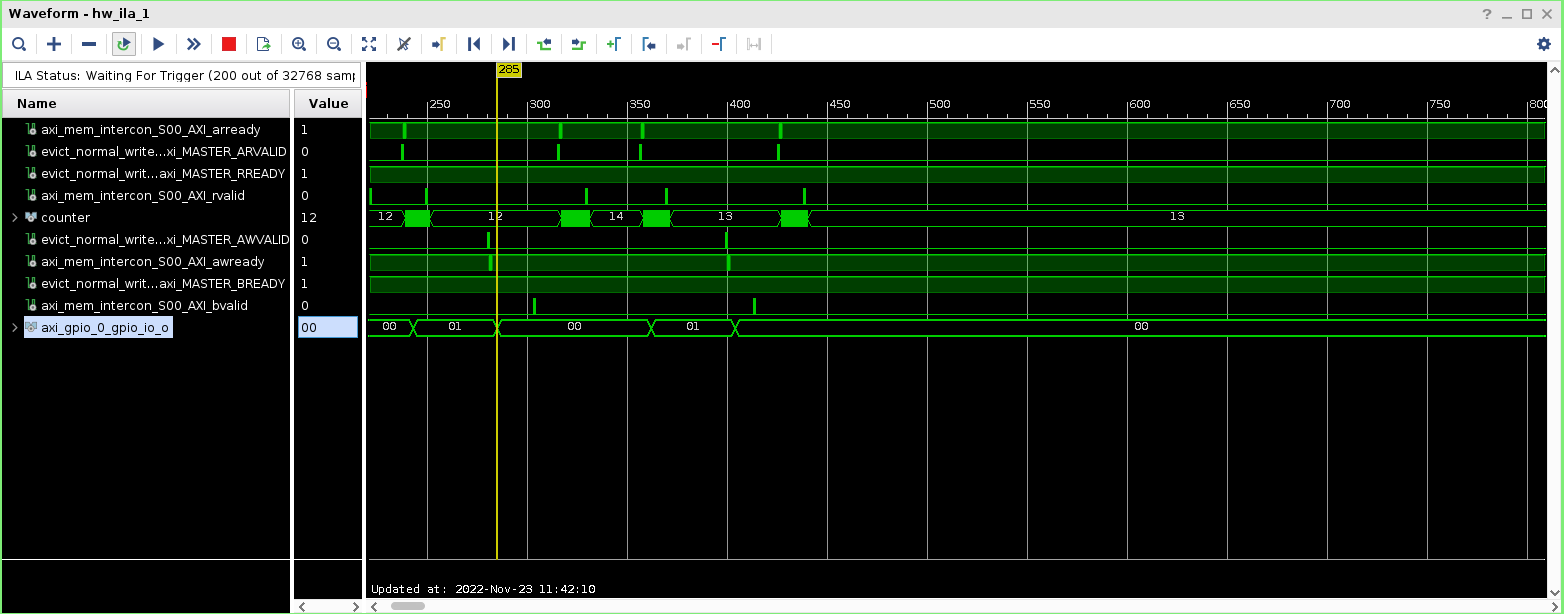 Waveform - hw_ila_1
ILA Status: Waiting For Trigger (200 out of 32768 samp
285
Name Value
250 300 350 400 450 500 550 600 650 700 750 800
axi_mem_intercon_S00_AXI_arready 1
evict_normal_write...xi_MASTER_ARVALID 0
evict_normal_writ...axi_MASTER_RREADY 1
axi_mem_intercon_S00_AXI_rvalid 0
counter 12 12 12 14 13 13
evict_normal_write...xi_MASTER_AWVALID 0
axi_mem_intercon_S00_AXI_awready 1
evict_normal_writ...axi_MASTER_BREADY 1
axi_mem_intercon_S00_AXI_bvalid 0
axi_gpio_0_gpio_io_o 00 00 01 00 01 00
Updated at: 2022-Nov-23 11:42:10